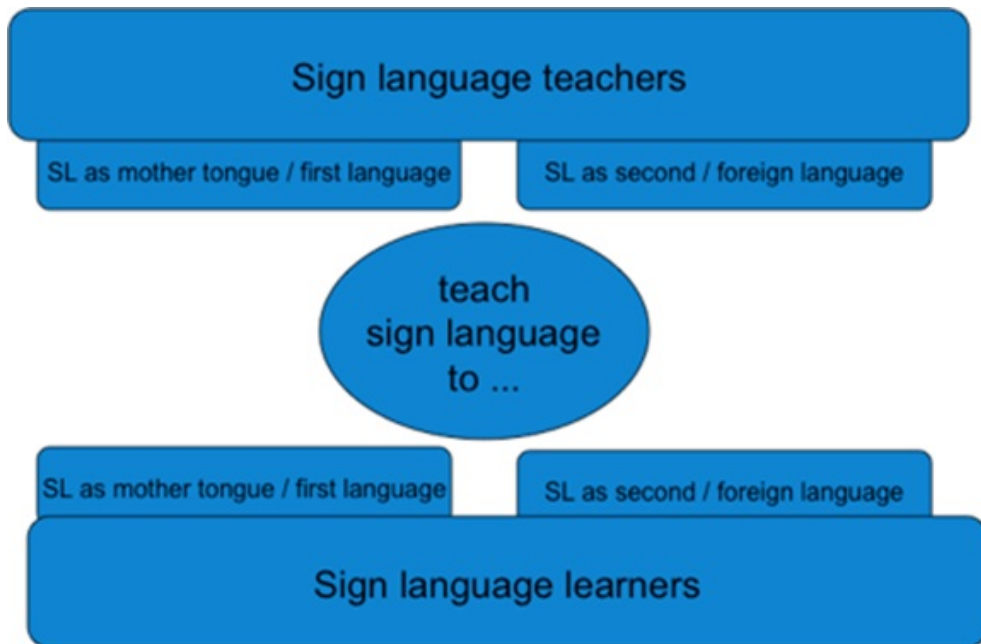 Sign language teachers
SL as mother tongue / first language
SL as second / foreign language
teach
sign language
to ...
SL as mother tongue / first language
SL as second / foreign language
Sign language learners